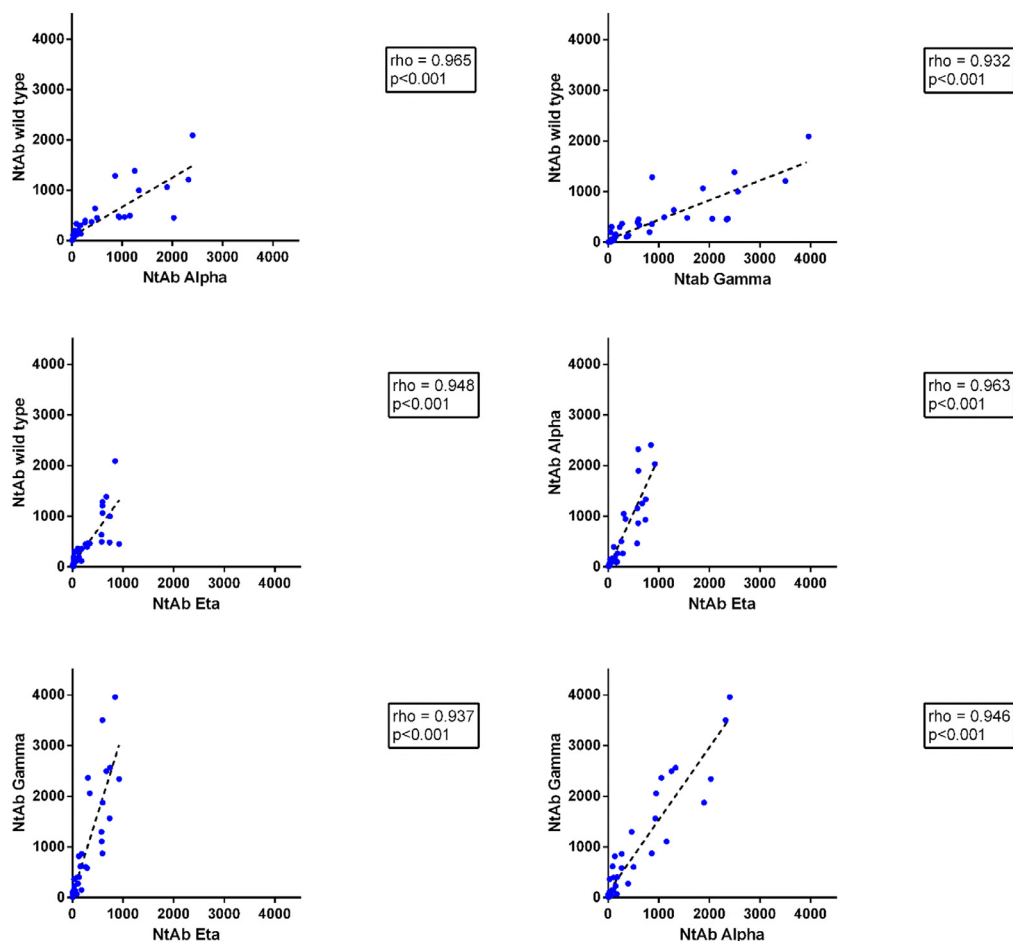 4000
3000
2000
1000
0
NtAb wild type
0 1000 2000 3000 4000
NtAb Alpha
rho = 0.965
p<0.001
4000
3000
2000
1000
0
NtAb wild type
0 1000 2000 3000 4000
Ntab Gamma
rho = 0.932
p<0.001
4000
3000
2000
1000
0
NtAb wild type
0 1000 2000 3000 4000
NtAb Eta
rho = 0.948
p<0.001
4000
3000
2000
1000
0
NtAb Alpha
0 1000 2000 3000 4000
NtAb Eta
rho = 0.963
p<0.001
4000
3000
2000
1000
0
NtAb Gamma
0 1000 2000 3000 4000
NtAb Eta
rho = 0.937
p<0.001
4000
3000
2000
1000
0
NtAb Gamma
0 1000 2000 3000 4000
NtAb Alpha
rho = 0.946
p<0.001